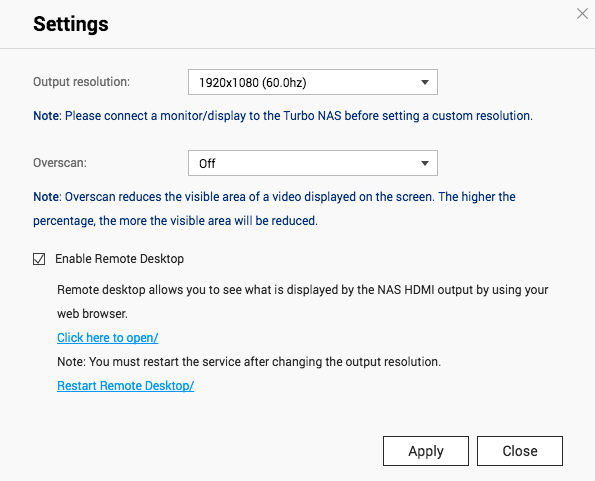 Settings
Output resolution: 1920x1080 (60.0hz)
Note: Please connect a monitor/display to the Turbo NAS before setting a custom resolution.
Overscan: Off
Note: Overscan reduces the visible area of a video displayed on the screen. The higher the
percentage, the more the visible area will be reduced.
Enable Remote Desktop
Remote desktop allows you to see what is displayed by the NAS HDMI output by using your
web browser.
Click here to open/
Note: You must restart the service after changing the output resolution.
Restart Remote Desktop/
Apply Close